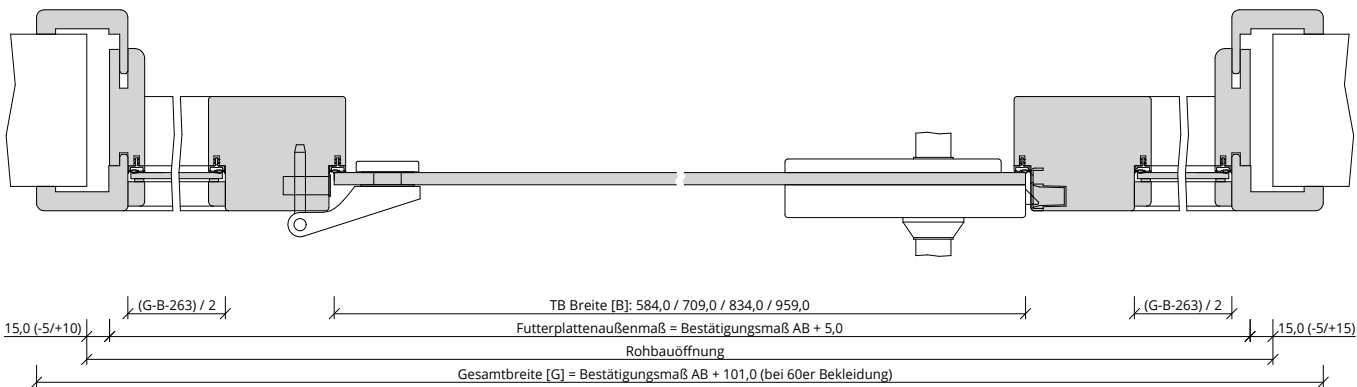 (G-B-263) / 2 TB Breite [B]: 584,0 / 709,0 / 834,0 / 959,0 (G-B-263) / 2
15,0 (-5/+10) Futterplattenaußenmaß = Bestätigungsmaß AB + 5,0 15,0 (-5/+15)
Rohbauöffnung
Gesamtbreite [G] = Bestätigungsmaß AB + 101,0 (bei 60er Bekleidung)